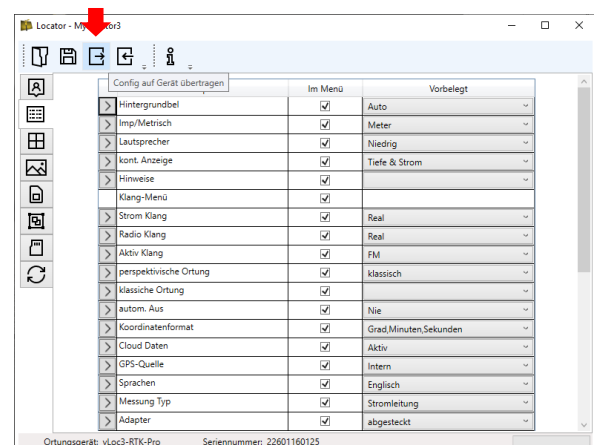 Locator - My tor3
Config auf Gerät übertragen
Im Menü Vorbelegt
Hintergrundbel Auto
Imp/Metrisch Meter
Lautsprecher Niedrig
kont. Anzeige Tiefe & Strom
Hinweise
Klang-Menü
Strom Klang Real
Radio Klang Real
Aktiv Klang FM
perspektivische Ortung klassisch
klassiche Ortung
autom. Aus Nie
Koordinatenformat Grad,Minuten,Sekunden
Cloud Daten Aktiv
GPS-Quelle Intern
Sprachen Englisch
Messung Typ Stromleitung
Adapter abgesteckt
Ortungsgerät: vLoc3-RTK-Pro Seriennummer: 22601160125